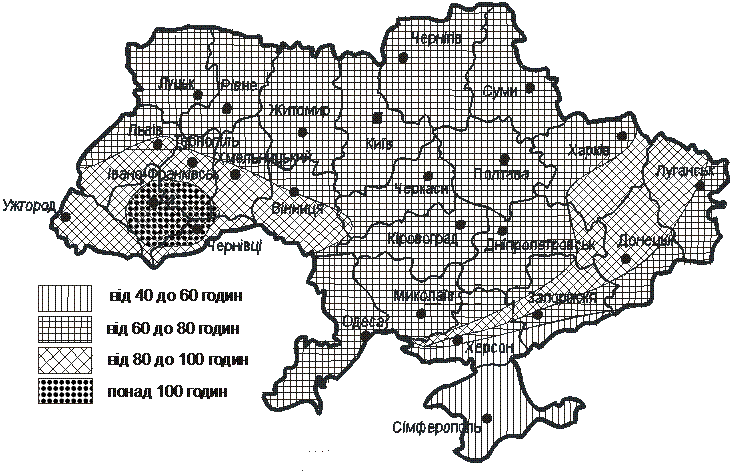 Чернігів
Луцьк
Рівне
Суми
Житомир
Київ
Львів
Тернопіль
Харків
Хмельницький
Івано-Франківськ
Полтава
Луганськ
Черкаси
Ужгород
Вінниця
Кіровоград
Дніпропетровськ
Донецьк
Чернівці
Миколаїв
Запоріжжя
Одеса
Херсон
Сімферополь
від 40 до 60 годин
від 60 до 80 годин
від 80 до 100 годин
понад 100 годин